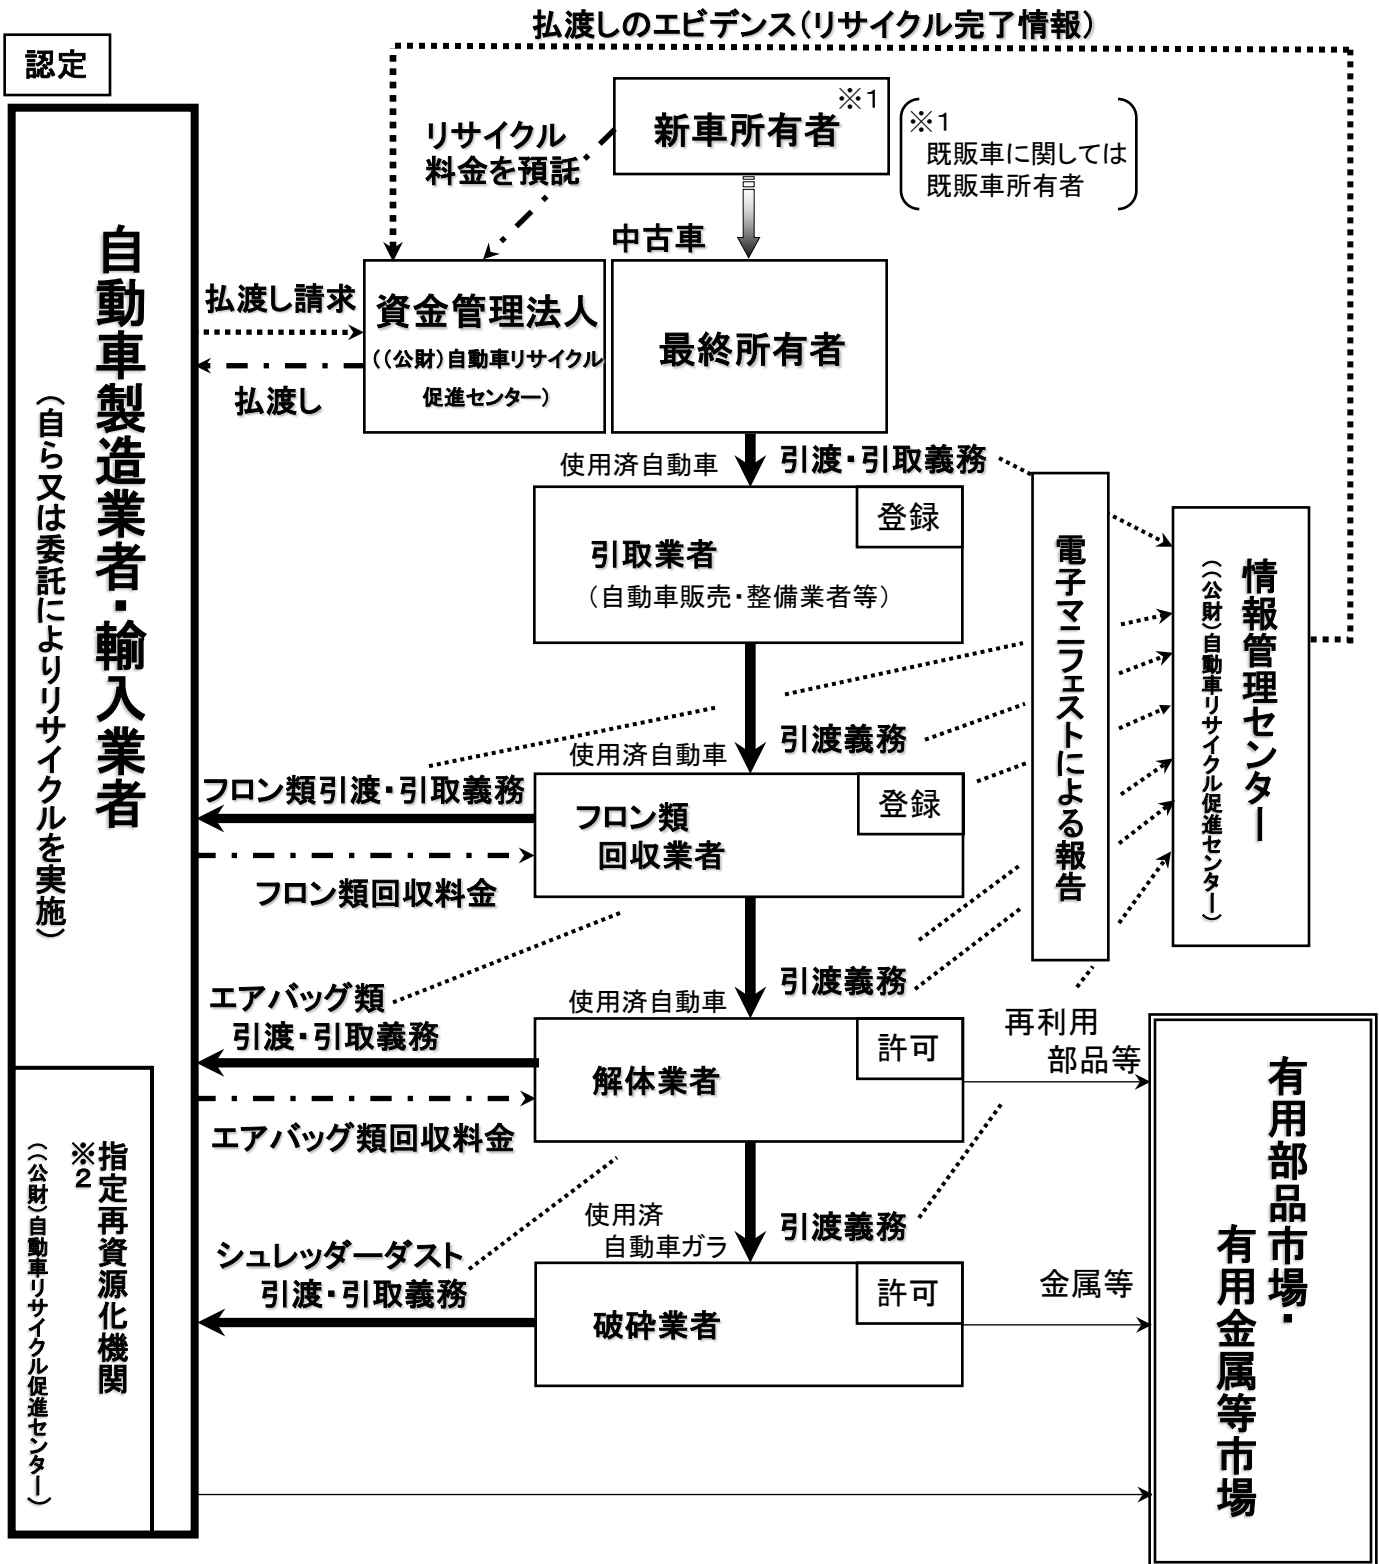 払渡しのエビデンス（リサイクル完了情報）
認定
新車所有者※1
※1
既販車に関しては
既販車所有者
リサイクル
料金を預託
中古車
自動車製造業者・輸入業者
（自ら又は委託によりリサイクルを実施）
払渡し請求
払渡し
資金管理法人
（（公財）自動車リサイクル
促進センター）
最終所有者
使用済自動車
引渡・引取義務
登録
引取業者
（自動車販売・整備業者等）
電子マニフェストによる報告
情報管理センター
（（公財）自動車リサイクル促進センター）
使用済自動車
引渡義務
フロン類引渡・引取義務
フロン類回収料金
登録
フロン類
回収業者
使用済自動車
引渡義務
エアバッグ類
引渡・引取義務
エアバッグ類回収料金
許可
解体業者
再利用
部品等
使用済
自動車ガラ
引渡義務
シュレッダーダスト
引渡・引取義務
許可
破砕業者
金属等
有用部品市場・
有用金属等市場
指定再資源化機関
※2
（（公財）自動車リサイクル促進センター）